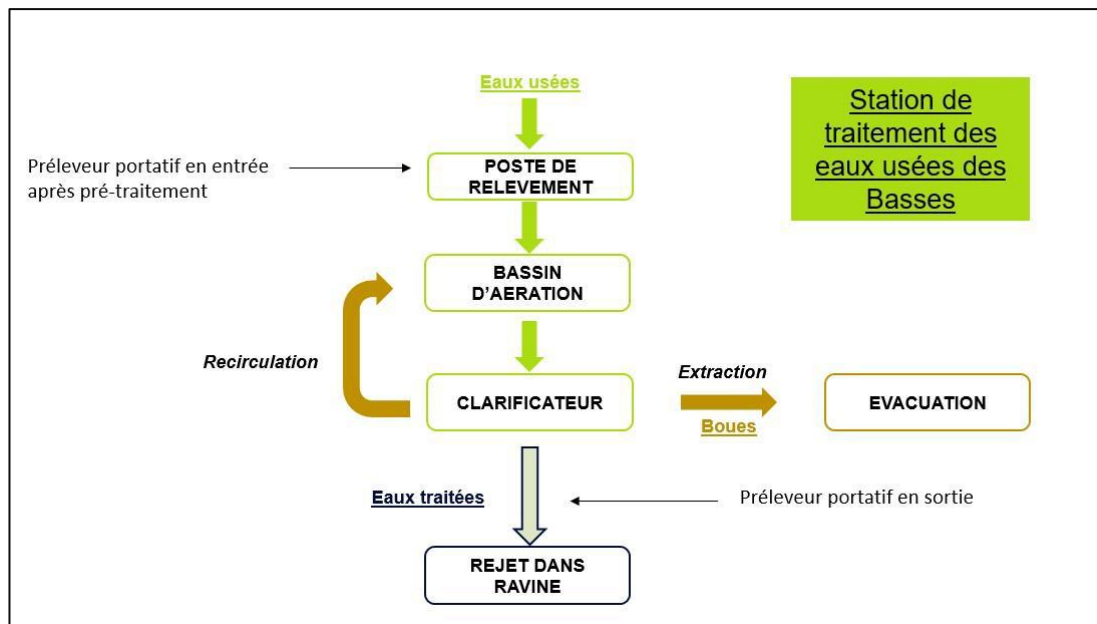 Eaux usées
Station de
traitement des
eaux usées des
Basses
Préleveur portatif en entrée
après pré-traitement
POSTE DE
RELEVEMENT
BASSIN
D’AERATION
Recirculation
CLARIFICATEUR
Extraction
Boues
EVACUATION
Eaux traitées
Préleveur portatif en sortie
REJET DANS
RAVINE